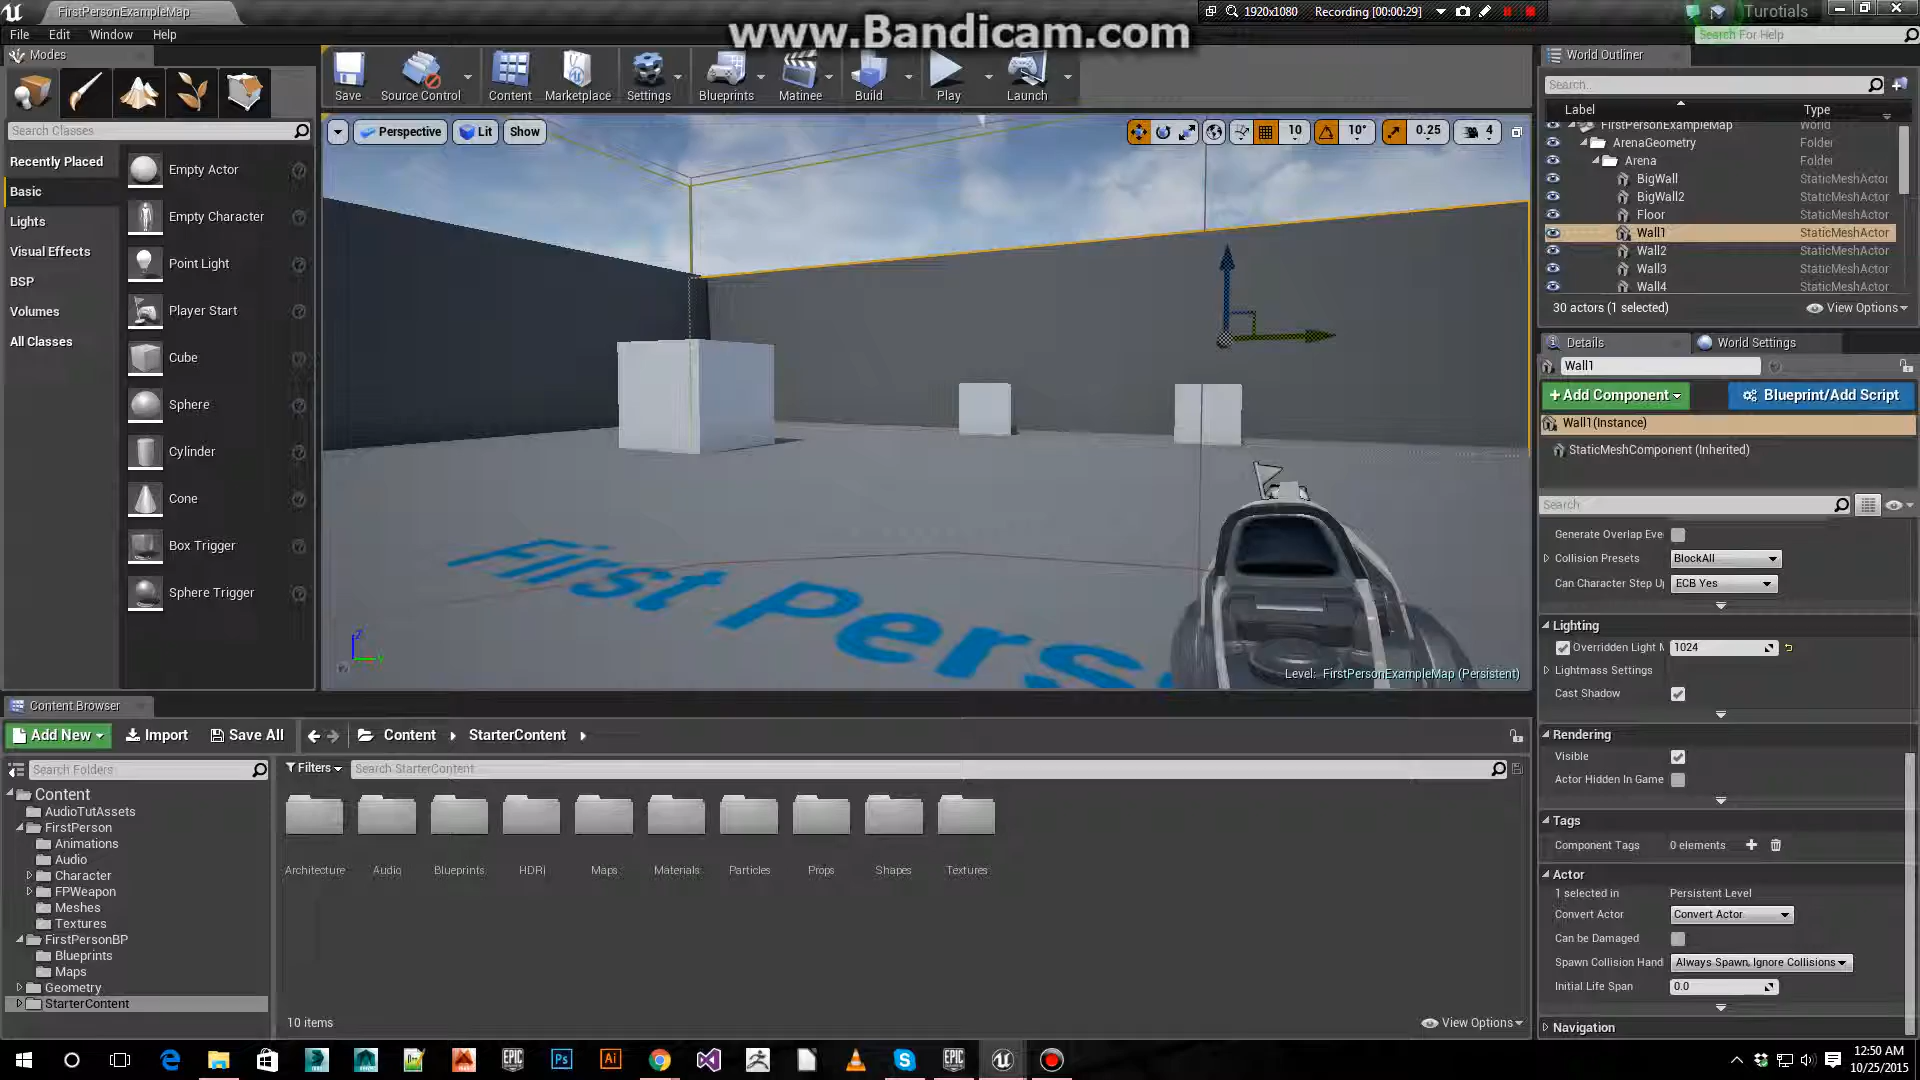 FirstPersonExampleMap
1920x1080
Recording [00:00:29]
Turotials
www.Bandicam.com
File Edit Window Help
Search For Help
Modes
Save
Source Control
Content
Marketplace
Settings
Blueprints
Matinee
Build
Play
Launch
World Outliner
Search..
Label
Type
FirstPersonExampleMap World
ArenaGeometry Folder
Arena Folder
BigWall StaticMeshActor
BigWall2 StaticMeshActor
Floor StaticMeshActor
Wall1 StaticMeshActor
Wall2 StaticMeshActor
Wall3 StaticMeshActor
Wall4 StaticMeshActor
30 actors (1 selected)
View Options
Search Classes
Recently Placed
Basic
Lights
Visual Effects
BSP
Volumes
All Classes
Empty Actor
Empty Character
Point Light
Player Start
Cube
Sphere
Cylinder
Cone
Box Trigger
Sphere Trigger
Perspective
Lit
Show
10
10°
0.25
4
First Pers
Level: FirstPersonExampleMap (Persistent)
Details
World Settings
Wall1
+Add Component
Blueprint/Add Script
Wall1(Instance)
StaticMeshComponent (Inherited)
Search
Generate Overlap Eve
Collision Presets BlockAll
Can Character Step U ECB Yes
Lighting
Overridden Light M 1024
Lightmass Settings
Cast Shadow
Rendering
Visible
Actor Hidden In Game
Tags
Component Tags 0 elements
Actor
1 selected in Persistent Level
Convert Actor Convert Actor
Can be Damaged
Spawn Collision Hand Always Spawn, Ignore Collisions
Initial Life Span 0.0
Navigation
Content Browser
Add New
Import
Save All
Content
StarterContent
Search Folders
Filters
Search StarterContent
Content
AudioTutAssets
FirstPerson
Animations
Audio
Character
FPWeapon
Meshes
Textures
FirstPersonBP
Blueprints
Maps
Geometry
StarterContent
Architecture
Audio
Blueprints
HDRI
Maps
Materials
Particles
Props
Shapes
Textures
10 items
View Options
12:50 AM
10/25/2015